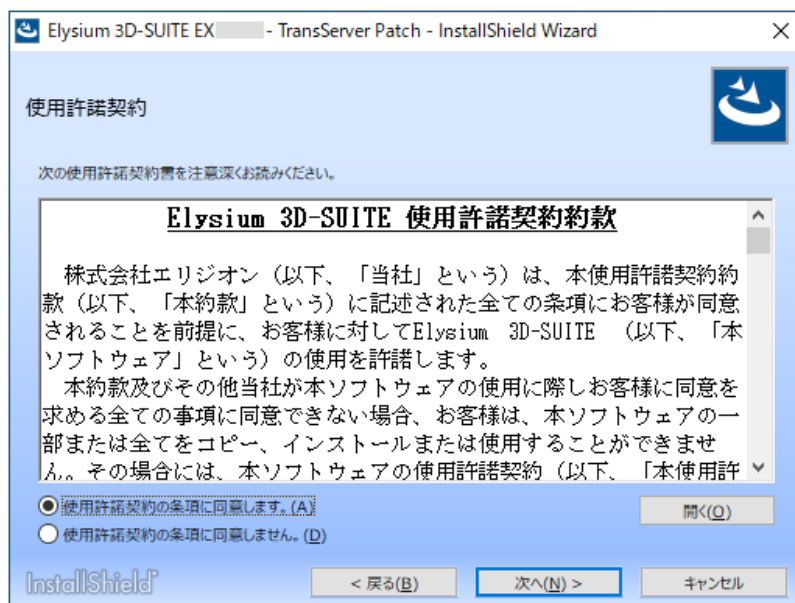 Elysium 3D-SUITE EX - TransServer Patch - InstallShield Wizard
使用許諾契約
次の使用許諾契約書を注意深くお読みください。
Elysium 3D-SUITE 使用許諾契約約款
株式会社エリジオン（以下、「当社」という）は、本使用許諾契約約
款（以下、「本約款」という）に記述された全ての条項にお客様が同意
されることを前提に、お客様に対してElysium 3D-SUITE （以下、「本
ソフトウェア」という）の使用を許諾します。
本約款及びその他当社が本ソフトウェアの使用に際しお客様に同意を
求める全ての事項に同意できない場合、お客様は、本ソフトウェアの一
部または全てをコピー、インストールまたは使用することができませ
ん。その場合には、本ソフトウェアの使用許諾契約（以下、「本使用許
使用許諾契約の条項に同意します。(A)
開く(O)
使用許諾契約の条項に同意しません。(D)
InstallShield
< 戻る(B)
次へ(N) >
キャンセル